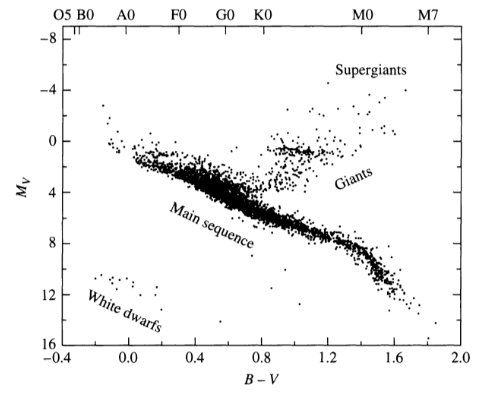 O5 B0 A0 F0 G0 K0 M0 M7
−8
Supergiants
−4
0
M_V
Giants
4
Main sequence
8
12
White dwarfs
16
−0.4 0.0 0.4 0.8 1.2 1.6 2.0
B − V